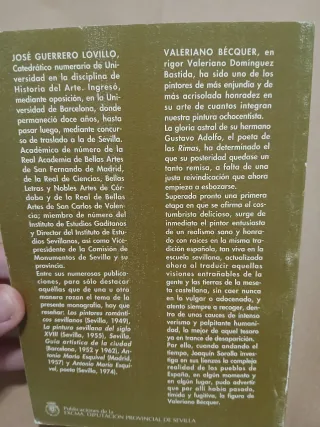 JOSÉ GUERRERO LOVILLO,
Catedrático numerario de Uni-
versidad en la disciplina de
Historia del Arte. Ingresó,
mediante oposición, en la Uni-
versidad de Barcelona, donde
permaneció doce años, hasta
pasar luego, mediante concur-
so de traslado a la de Sevilla.
Académico de número de la
Real Academia de Bellas Artes
de San Fernando de Madrid,
de la Real de Ciencias, Bellas
Letras y Nobles Artes de Cór-
doba y de la Real de Bellas
Artes de San Carlos de Valen-
cia; miembro de número del
Instituto de Estudios Gaditanos
y Director del Instituto de Es-
tudios Sevillanos, así como Vice-
presidente de la Comisión de
Monumentos de Sevilla y su
provincia.
Entre sus numerosas publica-
ciones, para sólo destacar
aquellas que de una u otra
manera rozan el tema de la
presente monografía, hay que
reseñar: Los pintores románti-
cos sevillanos (Sevilla, 1949),
La pintura sevillana del siglo
XVIII (Sevilla, 1955), Sevilla.
Guía artística de la ciudad
(Barcelona, 1952 y 1962), An-
tonio María Esquivel (Madrid,
1957) y Antonio María Esqui-
vel, poeta (Sevilla, 1974).
VALERIANO BÉCQUER, en
rigor Valeriano Domínguez
Bastida, ha sido uno de los
pintores de más enjundia y de
más acrisolada honradez en
su arte de cuantos integran
nuestra pintura ochocentista.
La gloria astral de su hermano
Gustavo Adolfo, el poeta de
las Rimas, ha determinado el
que su posteridad quedase un
tanto remisa, a falta de una
justa reivindicación que ahora
empieza a esbozarse.
Superada pronto una primera
etapa en que se afirma el cos-
tumbrista delicioso, surge de
inmediato el pintor entusiasta
de un realismo sano y honra-
do con raíces en la misma tra-
dición española, tan viva en la
escuela sevillana, actualizada
ahora al traducir aquellas
visiones entrañables de la
gente y las tierras de la mese-
ta castellana, sin caer nunca
en lo vulgar o adocenado, y
atento siempre a recoger, den-
tro de unos cauces de intenso
verismo y palpitante humani-
dad, lo mejor de aquel tesoro
ya en trance de desaparición.
Por ello, cuando andando el
tiempo, Joaquín Sorolla inves-
tiga en sus lienzos la compleja
realidad de los pueblos de
España, en algún momento y
en algún lugar, pudo advertir
que por allí había pasado,
tímida y fugitiva, la figura de
Valeriano Bécquer.
Publicaciones de la
EXCMA. DIPUTACIÓN PROVINCIAL DE SEVILLA